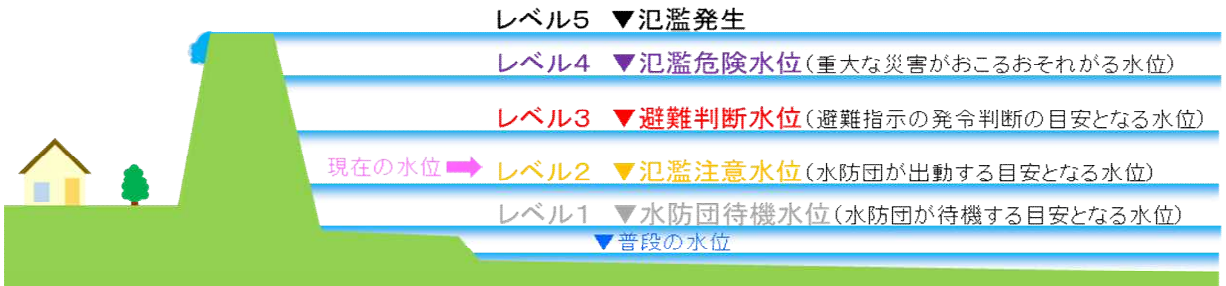 レベル5 ▼氾濫発生
レベル4 ▼氾濫危険水位(重大な災害がおこるおそれがる水位)
レベル3 ▼避難判断水位(避難指示の発令判断の目安となる水位)
現在の水位 レベル2 ▼氾濫注意水位(水防団が出動する目安となる水位)
レベル1 ▼水防団待機水位(水防団が待機する目安となる水位)
▼普段の水位